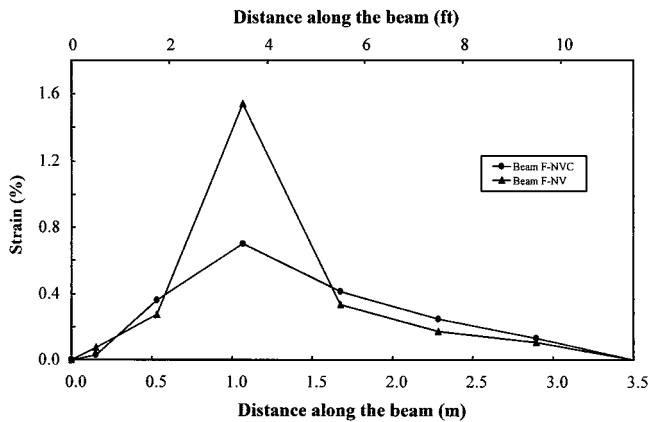 Distance along the beam (ft)
0 2 4 6 8 10
Strain (%)
1.6
1.2
0.8
0.4
0.0
Beam F-NVC
Beam F-NV
0.0 0.5 1.0 1.5 2.0 2.5 3.0 3.5
Distance along the beam (m)